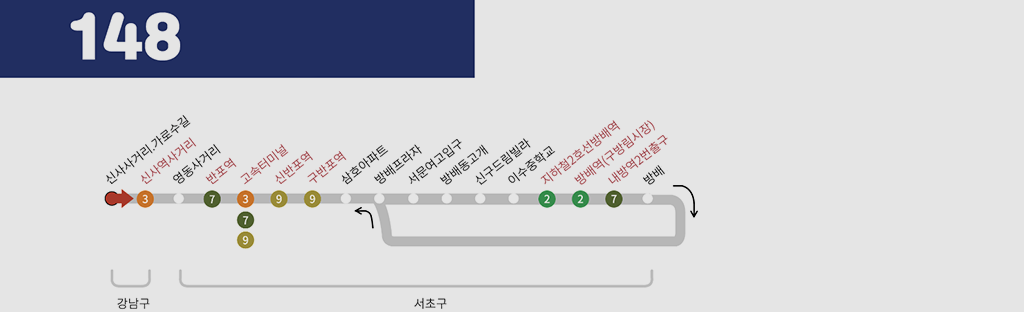 148
신사사거리.가로수길
신사역사거리
영동사거리
반포역
고속터미널
신반포역
구반포역
삼호아파트
방배프라자
서문여고입구
방배동고개
신구드림빌라
이수중학교
지하철2호선방배역
방배역(구방림시장)
내방역2번출구
방배
3
7
3
9
9
2
2
7
7
9
강남구
서초구